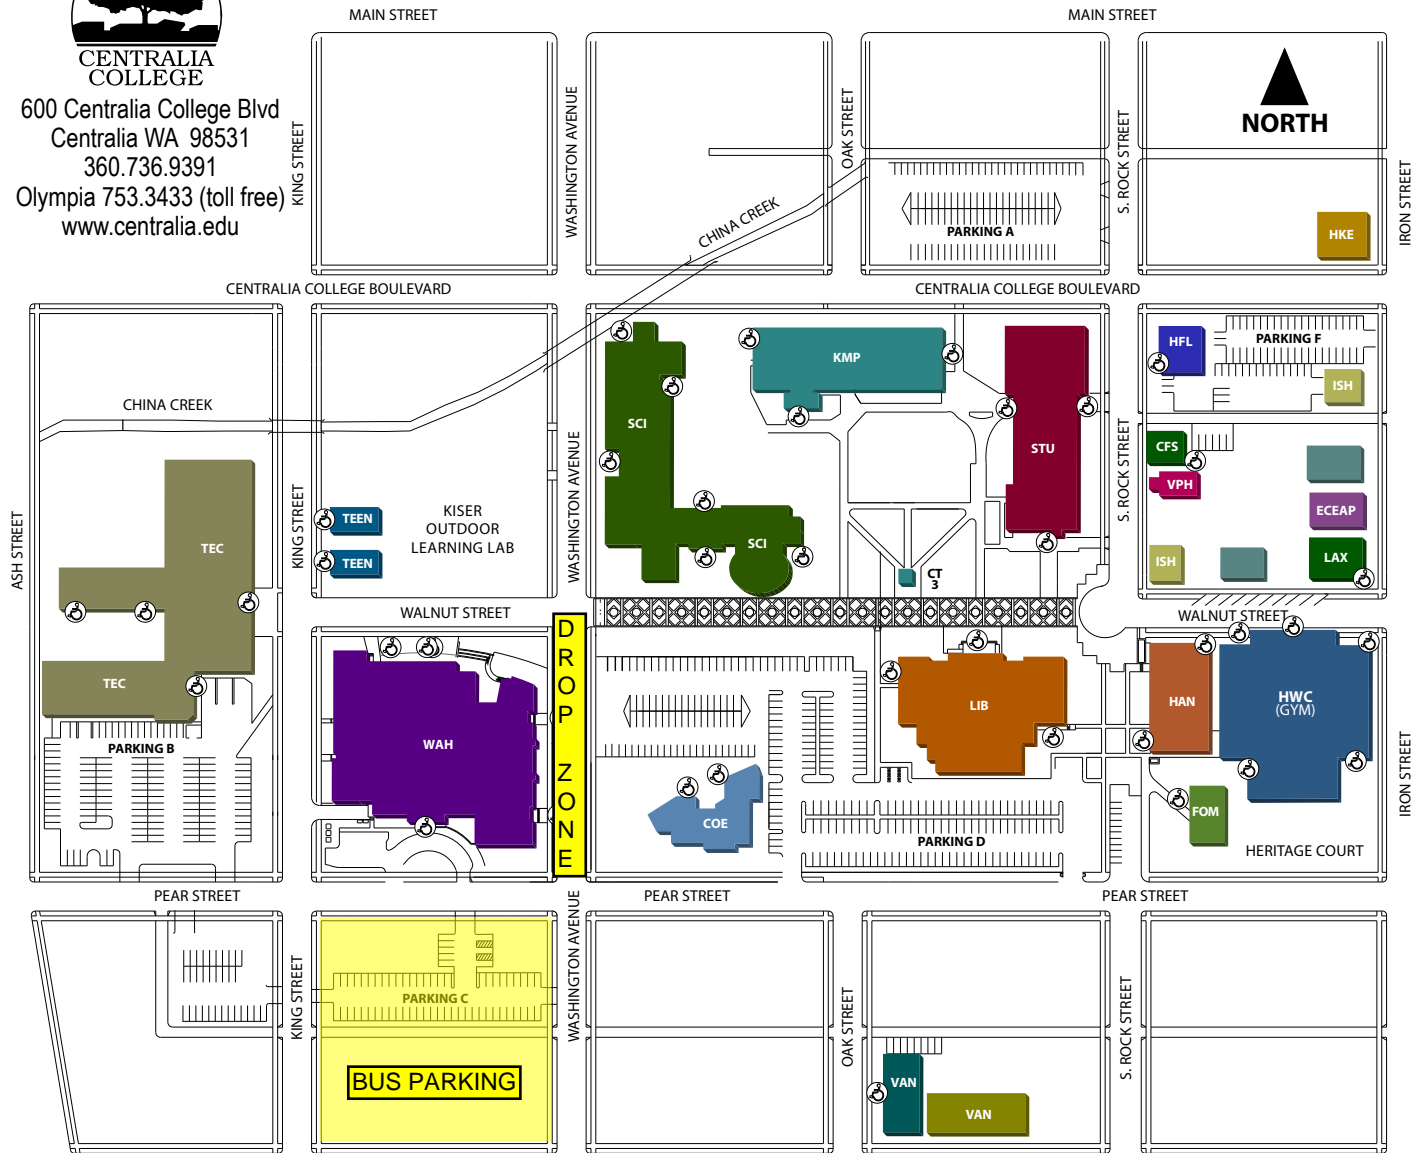 MAIN STREET
MAIN STREET
CENTRALIA
COLLEGE
600 Centralia College Blvd
Centralia WA 98531
360.736.9391
Olympia 753.3433 (toll free)
www.centralia.edu
KING STREET
WASHINGTON AVENUE
OAK STREET
S. ROCK STREET
IRON STREET
NORTH
CHINA CREEK
PARKING A
HKE
CENTRALIA COLLEGE BOULEVARD
CENTRALIA COLLEGE BOULEVARD
KMP
HFL
PARKING F
ISH
CHINA CREEK
SCI
STU
CFS
VPH
ECEAP
LAX
ISH
ASH STREET
KING STREET
WASHINGTON AVENUE
S. ROCK STREET
TEC
TEEN
TEEN
KISER
OUTDOOR
LEARNING LAB
SCI
CT
3
WALNUT STREET
WALNUT STREET
DROP ZONE
TEC
WAH
LIB
HAN
HWC
(GYM)
PARKING B
COE
PARKING D
FOM
HERITAGE COURT
IRON STREET
PEAR STREET
PEAR STREET
PEAR STREET
KING STREET
WASHINGTON AVENUE
OAK STREET
S. ROCK STREET
PARKING C
BUS PARKING
VAN
VAN